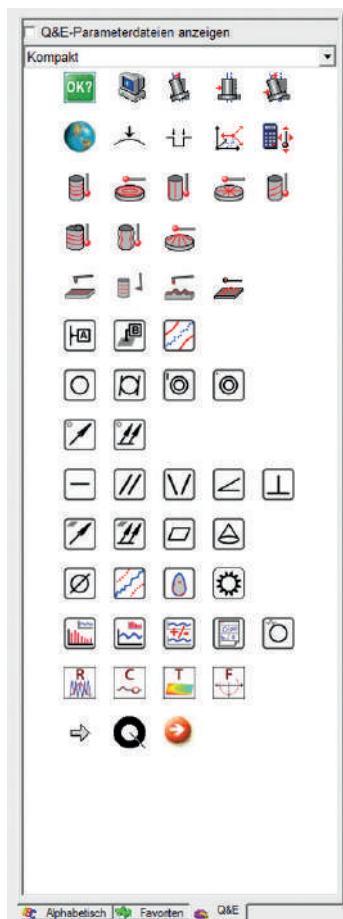 Q&E-Parameterdateien anzeigen
Kompakt
OK?
A B
R C T F
Alphabetisch Favoriten Q&E